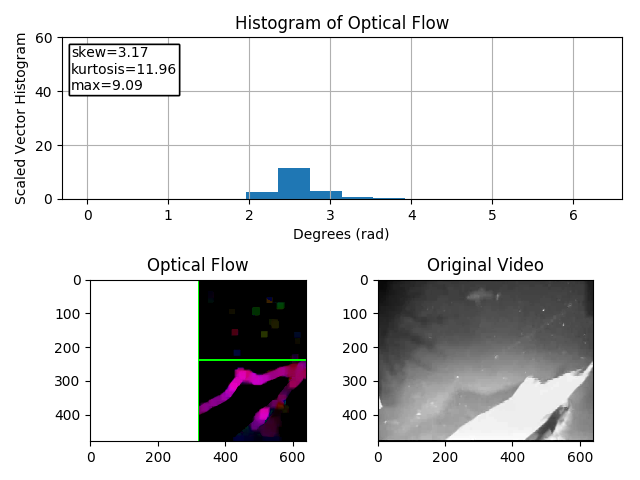 Histogram of Optical Flow
Scaled Vector Histogram
60
40
20
0
skew=3.17
kurtosis=11.96
max=9.09
0 1 2 3 4 5 6
Degrees (rad)
Optical Flow
0
100
200
300
400
0 200 400 600
Original Video
0
100
200
300
400
0 200 400 600